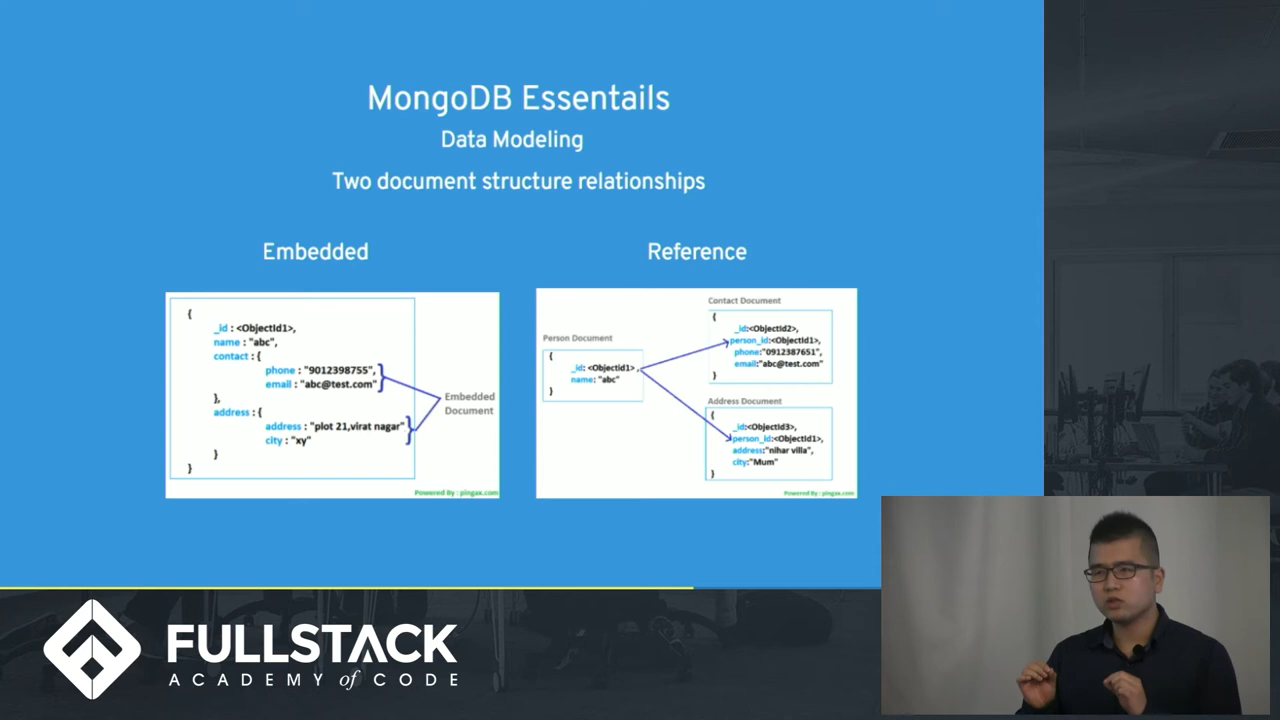 MongoDB Essentails
Data Modeling
Two document structure relationships
Embedded
{
_id : <ObjectId1>,
name : "abc",
contact : {
phone : "9012398755",
email : "abc@test.com"
},
address : {
address : "plot 21,virat nagar"
city : "xy"
}
}
Embedded
Document
Powered By : pingax.com
Reference
Person Document
{
_id: <ObjectId1>,
name: "abc"
}
Contact Document
{
_id:<ObjectId2>,
person_id:<ObjectId1>,
phone:"0912387651",
email:"abc@test.com"
}
Address Document
{
_id:<ObjectId3>,
person_id:<ObjectId1>,
address:"nihar villa",
city:"Mum"
}
Powered By : pingax.com
FULLSTACK
ACADEMY of CODE